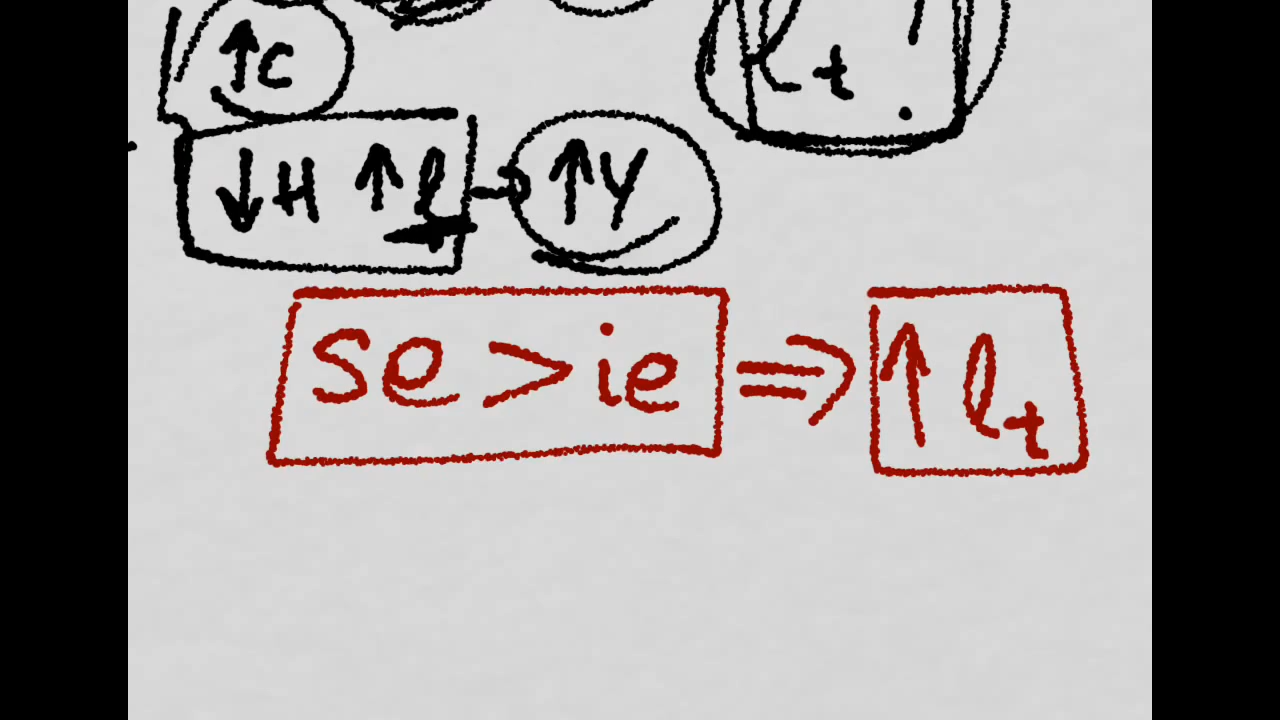 ↑C
lt
↓H ↑l → ↑Y
se > ie ⇒ ↑lt